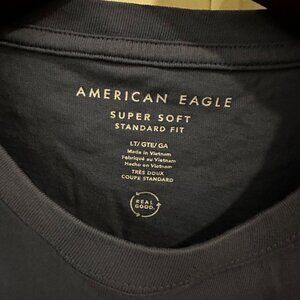 AMERICAN EAGLE
SUPER SOFT
STANDARD FIT
LT/ GTE/ GA
Made in Vietnam
Fabriqué au Vietnam
Hecho en Vietnam
TRÈS DOUX
COUPE STANDARD
REAL
GOOD.